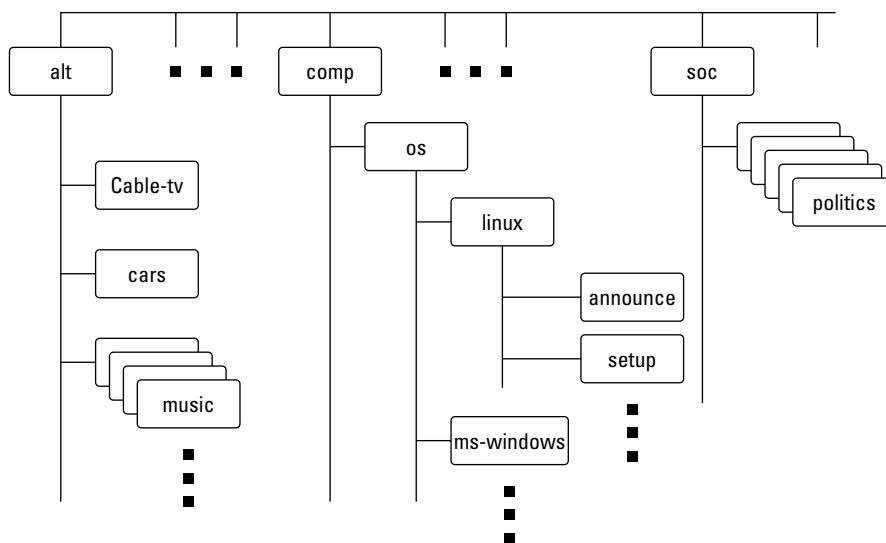 alt
comp
soc
os
Cable-tv
linux
politics
cars
announce
setup
music
ms-windows